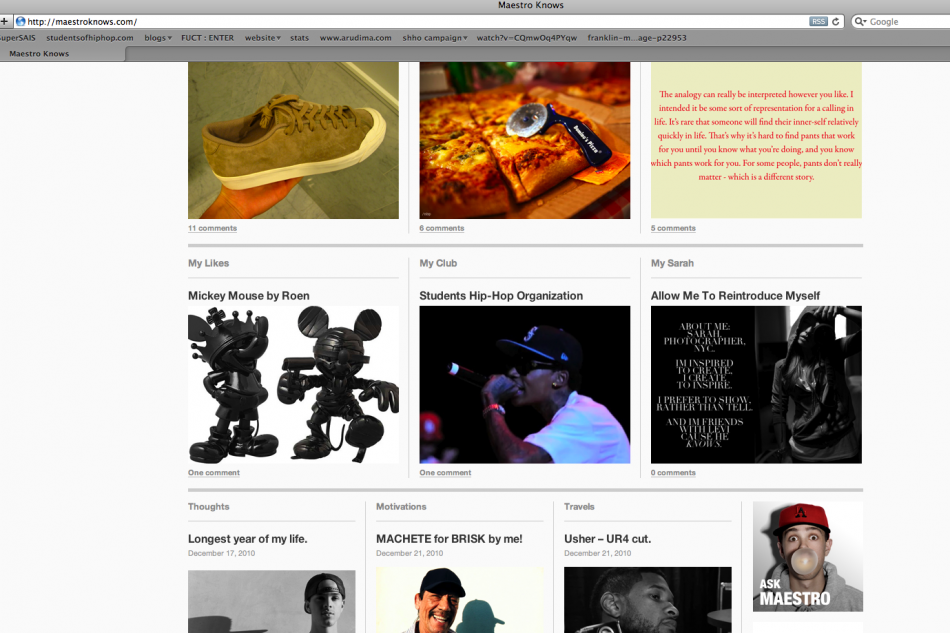 Maestro Knows
http://maestroknows.com/
RSS
Google
uperSAIS studentsofhiphop.com blogs FUCT : ENTER website stats www.arudima.com shho campaign watch?v=CQmwOq4PYqw franklin-m...age-p22953
Maestro Knows
Domino's Pizza
The analogy can really be interpreted however you like. I
intended it be some sort of representation for a calling in
life. It's rare that someone will find their inner-self relatively
quickly in life. That's why it's hard to find pants that work
for you until you know what you're doing, and you know
which pants work for you. For some people, pants don't really
matter - which is a different story.
11 comments
6 comments
5 comments
My Likes
My Club
My Sarah
Mickey Mouse by Roen
Students Hip-Hop Organization
Allow Me To Reintroduce Myself
ABOUT ME:
SARAH,
PHOTOGRAPHER,
NYC.
IM INSPIRED
TO CREATE,
I CREATE
TO INSPIRE.
I PREFER TO SHOW,
RATHER THAN TELL.
AND IM FRIENDS
WITH LEVI
CAUSE HE
KNOWS.
One comment
One comment
0 comments
Thoughts
Motivations
Travels
Longest year of my life.
December 17, 2010
MACHETE for BRISK by me!
December 21, 2010
Usher – UR4 cut.
December 21, 2010
A
ASK
MAESTRO